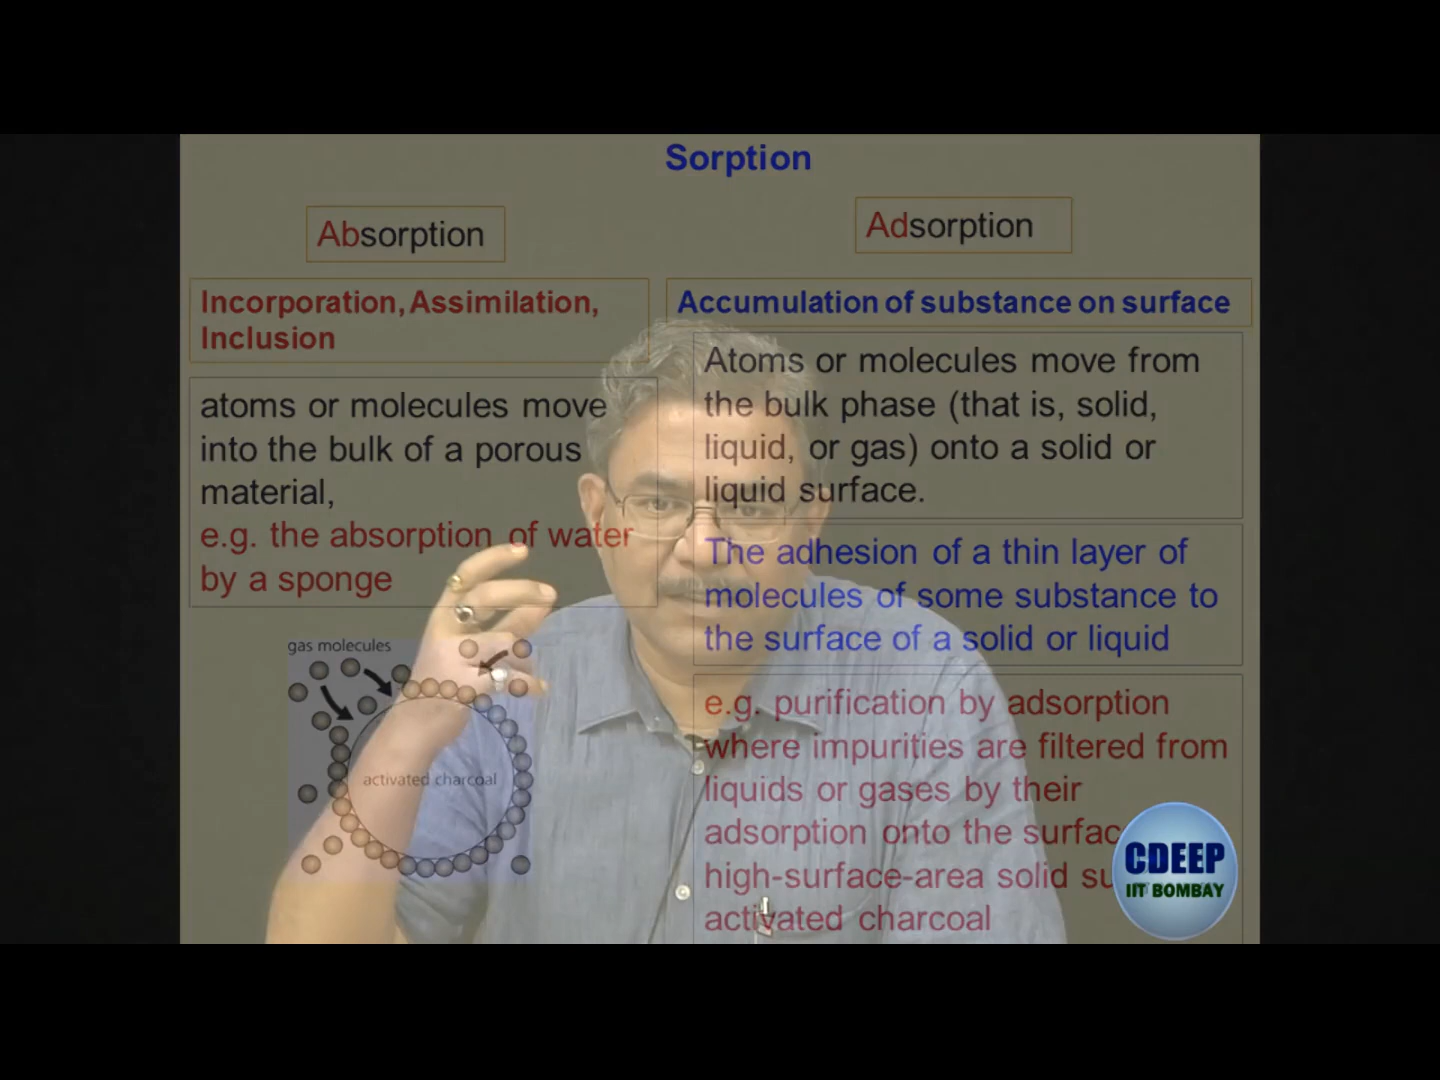 Sorption
Absorption
Incorporation, Assimilation,
Inclusion
atoms or molecules move
into the bulk of a porous
material,
e.g. the absorption of water
by a sponge
gas molecules
activated charcoal
Adsorption
Accumulation of substance on surface
Atoms or molecules move from
the bulk phase (that is, solid,
liquid, or gas) onto a solid or
liquid surface.
The adhesion of a thin layer of
molecules of some substance to
the surface of a solid or liquid
e.g. purification by adsorption
where impurities are filtered from
liquids or gases by their
adsorption onto the
high-surface-area solid
activated charcoal
CDEEP
IIT BOMBAY